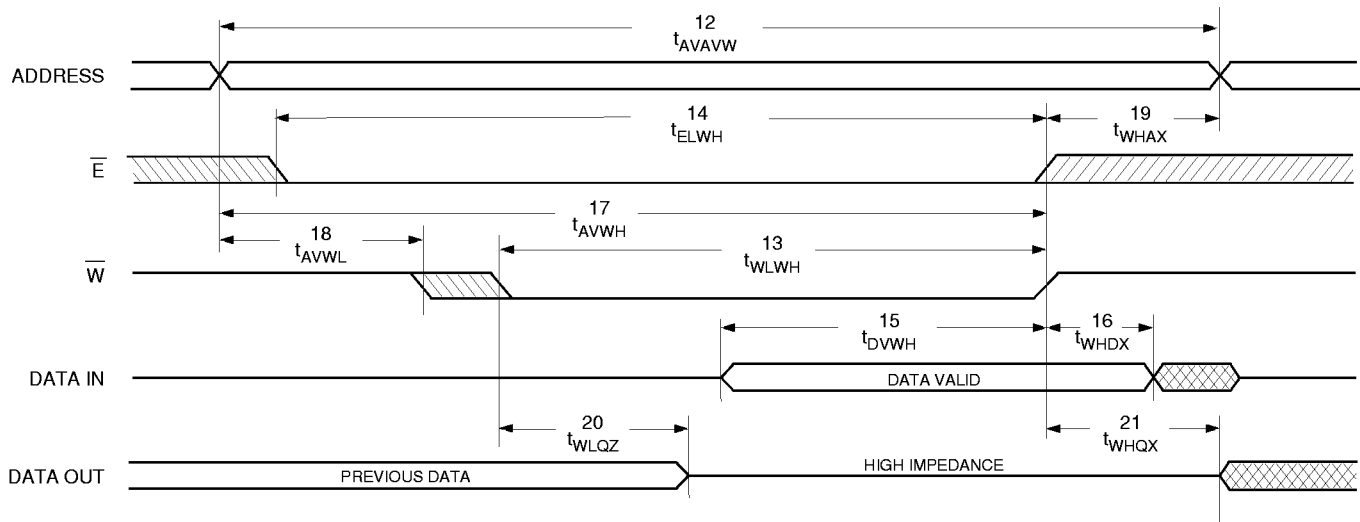 12
tAVAVW
ADDRESS
14
tELWH
19
tWHAX
E
17
tAVWH
18
tAVWL
13
tWLWH
W
15
tDVWH
16
tWHDX
DATA IN
DATA VALID
20
tWLQZ
21
tWHQX
DATA OUT
PREVIOUS DATA
HIGH IMPEDANCE